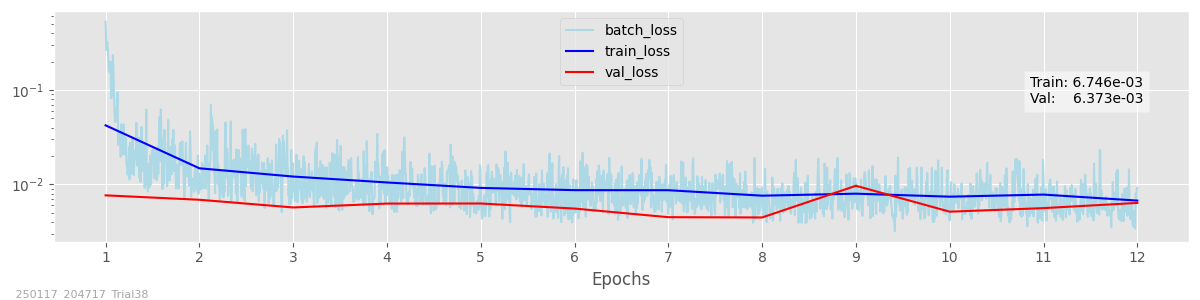 batch_loss
train_loss
val_loss
Train: 6.746e-03
Val: 6.373e-03
10⁻¹
10⁻²
1 2 3 4 5 6 7 8 9 10 11 12
Epochs
250117_204717_Trial38